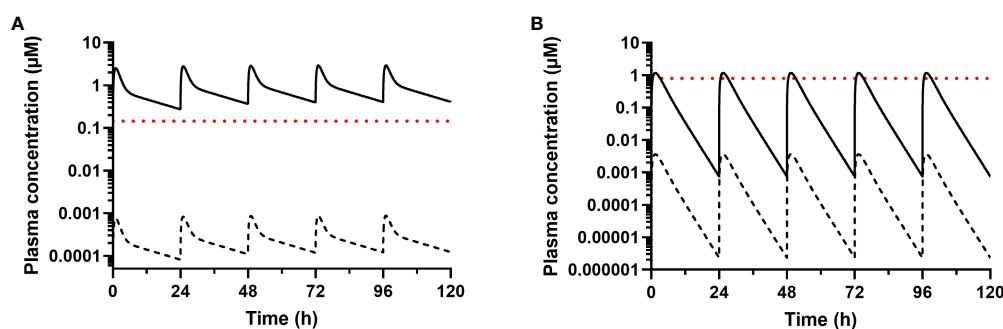 A
Plasma concentration (µM)
10
1
0.1
0.01
0.001
0.0001
0 24 48 72 96 120
Time (h)
B
Plasma concentration (µM)
10
1
0.1
0.01
0.001
0.0001
0.00001
0.000001
0 24 48 72 96 120
Time (h)